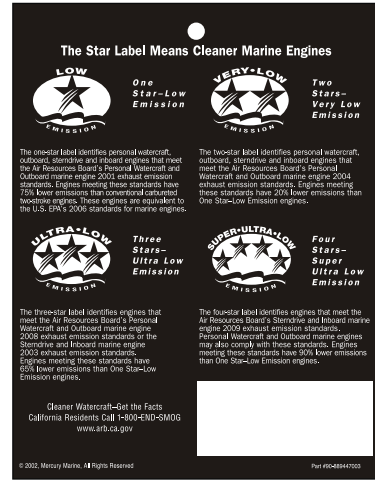 The Star Label Means Cleaner Marine Engines
LOW
EMISSION
One
Star–Low
Emission
The one-star label identifies personal watercraft,
outboard, sterndrive and inboard engines that meet
the Air Resources Board's Personal Watercraft and
Outboard marine engine 2001 exhaust emission
standards. Engines meeting these standards have
75% lower emissions than conventional carbureted
two-stroke engines. These engines are equivalent to
the U.S. EPA's 2006 standards for marine engines.
VERY•LOW
EMISSION
Two
Stars–
Very Low
Emission
The two-star label identifies personal watercraft,
outboard, sterndrive and inboard engines that
meet the Air Resources Board's Personal
Watercraft and Outboard marine engine 2004
exhaust emission standards. Engines meeting
these standards have 20% lower emissions than
One Star–Low Emission engines.
ULTRA•LOW
EMISSION
Three
Stars–
Ultra Low
Emission
The three-star label identifies engines that
meet the Air Resources Board's Personal
Watercraft and Outboard marine engine
2008 exhaust emission standards or the
Sterndrive and Inboard marine engine
2003 exhaust emission standards.
Engines meeting these standards have
65% lower emissions than One Star–Low
Emission engines.
SUPER•ULTRA•LOW
EMISSION
Four
Stars–
Super
Ultra Low
Emission
The four-star label identifies engines that meet the
Air Resources Board's Sterndrive and Inboard marine
engine 2009 exhaust emission standards.
Personal Watercraft and Outboard marine engines
may also comply with these standards. Engines
meeting these standards have 90% lower emissions
than One Star–Low Emission engines.
Cleaner Watercraft–Get the Facts
California Residents Call 1-800-END-SMOG
www.arb.ca.gov
© 2002, Mercury Marine, All Rights Reserved
Part #90-889447003